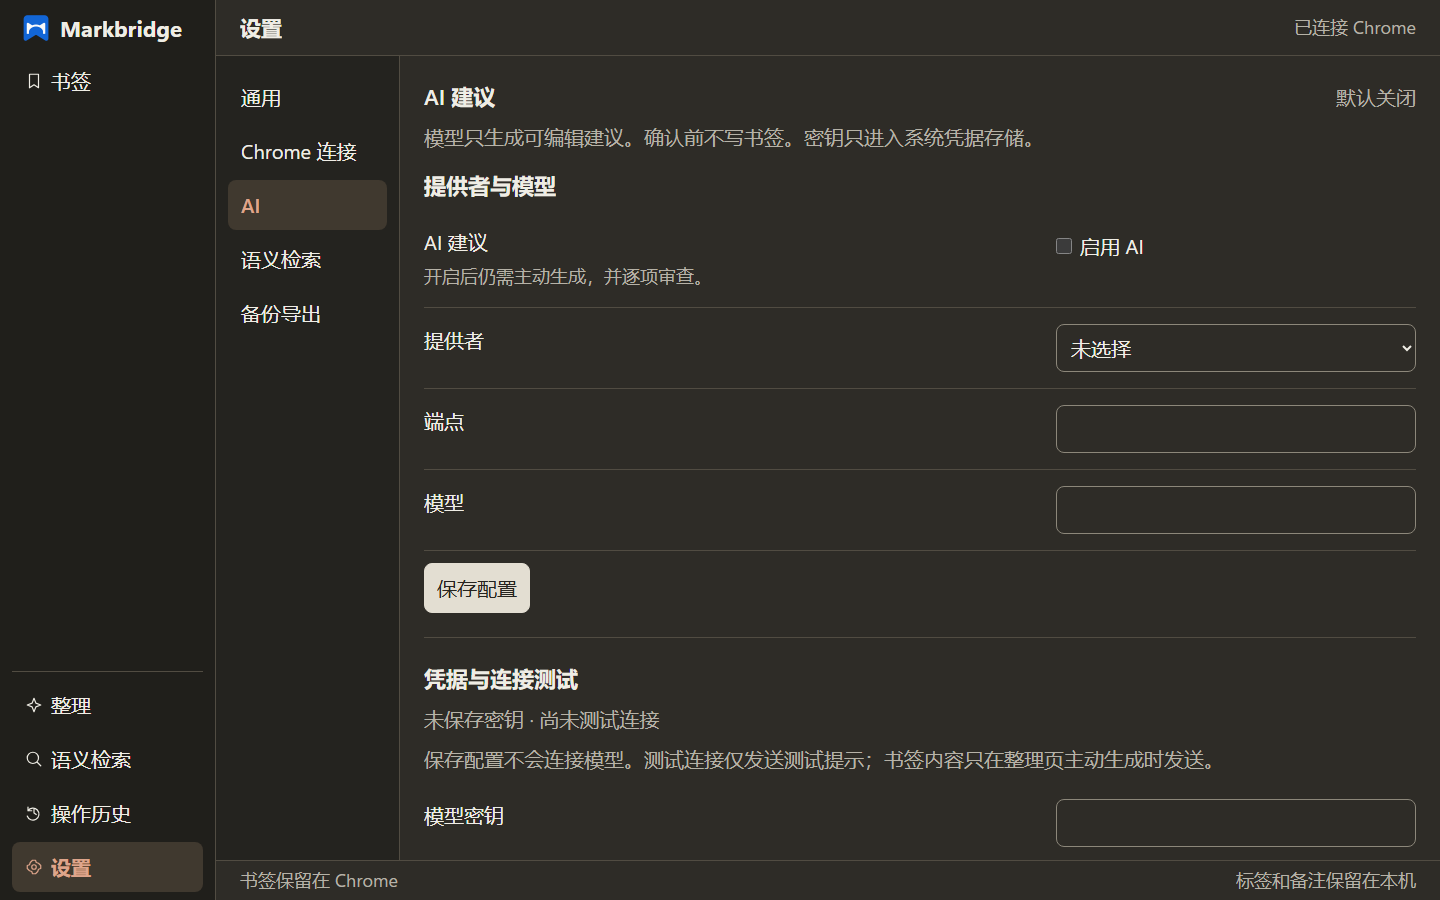 Markbridge
书签
整理
语义检索
操作历史
设置
设置
已连接 Chrome
通用
Chrome 连接
AI
语义检索
备份导出
AI 建议
默认关闭
模型只生成可编辑建议。确认前不写书签。密钥只进入系统凭据存储。
提供者与模型
AI 建议
启用 AI
开启后仍需主动生成，并逐项审查。
提供者
未选择
端点
模型
保存配置
凭据与连接测试
未保存密钥 · 尚未测试连接
保存配置不会连接模型。测试连接仅发送测试提示；书签内容只在整理页主动生成时发送。
模型密钥
书签保留在 Chrome
标签和备注保留在本机